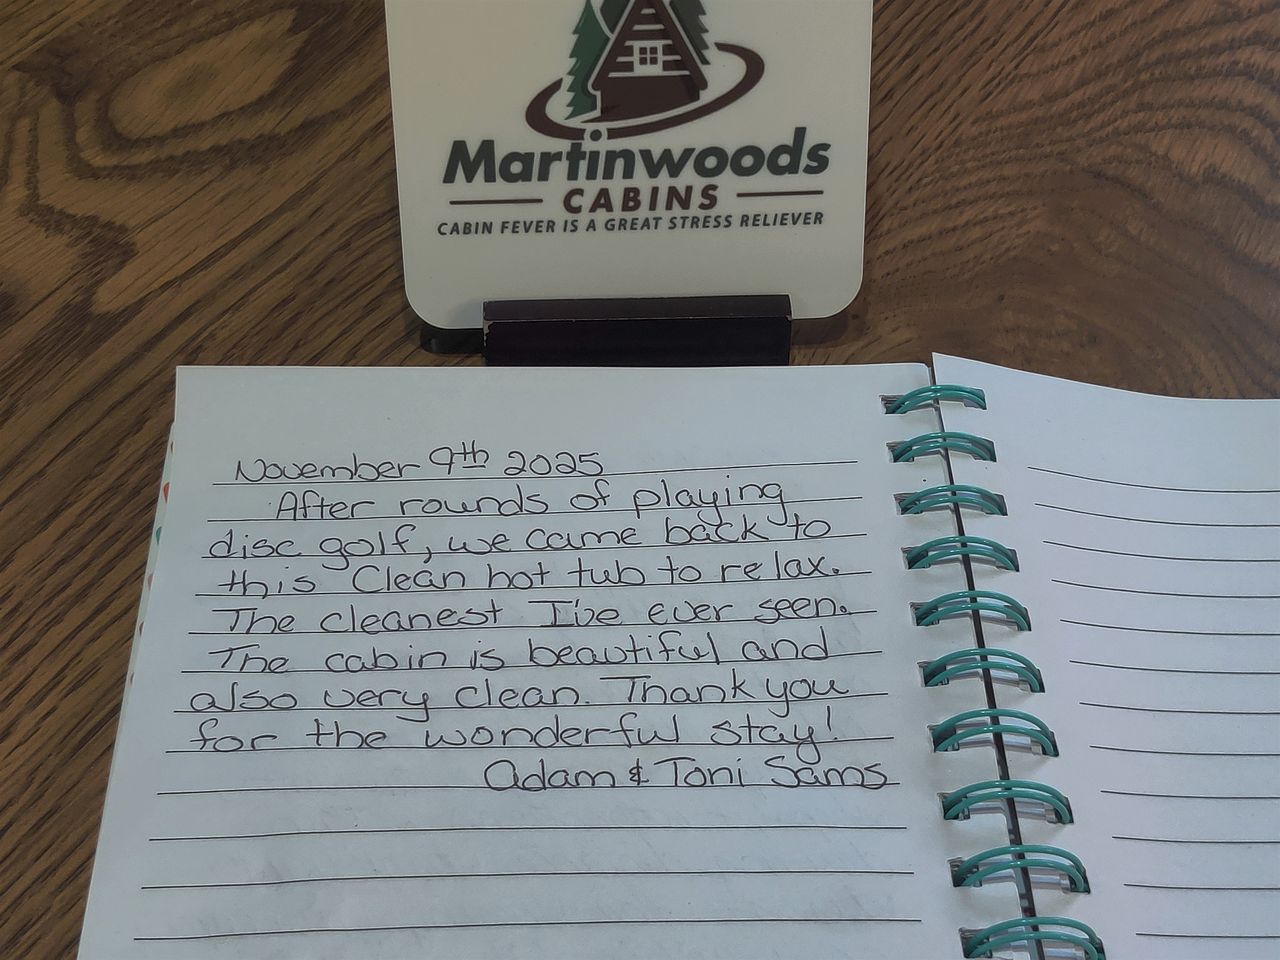 Martinwoods
CABINS
CABIN FEVER IS A GREAT STRESS RELIEVER
November 9th 2025
After rounds of playing
disc golf, we came back to
this Clean hot tub to relax.
The cleanest I've ever seen.
The cabin is beautiful and
also very clean. Thank you
for the wonderful stay!
Adam & Toni Sams